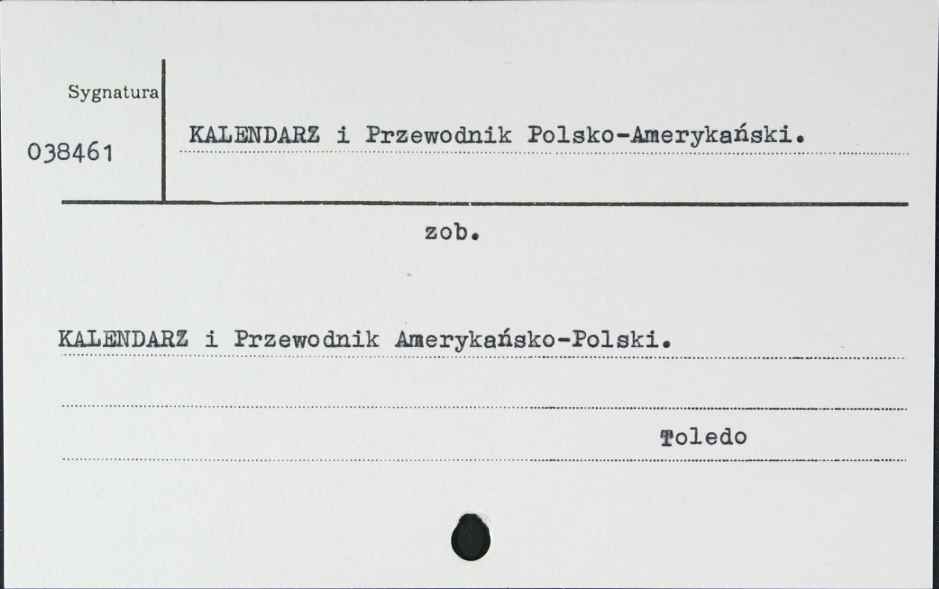 Sygnatura
038461
KALENDARZ i Przewodnik Polsko-Amerykański.
zob.
KALENDARZ i Przewodnik Amerykańsko-Polski.
Toledo